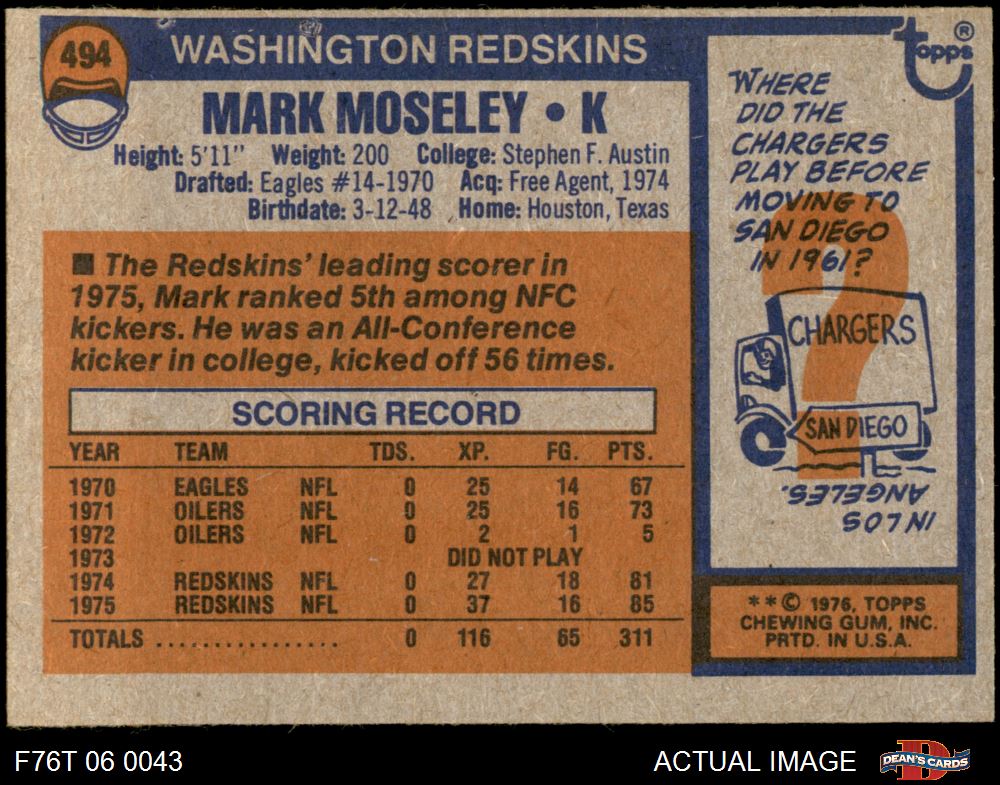 494
WASHINGTON REDSKINS
MARK MOSELEY • K
Height: 5'11" Weight: 200 College: Stephen F. Austin
Drafted: Eagles #14-1970 Acq: Free Agent, 1974
Birthdate: 3-12-48 Home: Houston, Texas
■ The Redskins' leading scorer in
1975, Mark ranked 5th among NFC
kickers. He was an All-Conference
kicker in college, kicked off 56 times.
SCORING RECORD
YEAR TEAM TDS. XP. FG. PTS.
1970 EAGLES NFL 0 25 14 67
1971 OILERS NFL 0 25 16 73
1972 OILERS NFL 0 2 1 5
1973 DID NOT PLAY
1974 REDSKINS NFL 0 27 18 81
1975 REDSKINS NFL 0 37 16 85
TOTALS ................ 0 116 65 311
topps®
WHERE
DID THE
CHARGERS
PLAY BEFORE
MOVING TO
SAN DIEGO
IN 1961?
?
CHARGERS
SAN DIEGO
IN LOS
ANGELES.
**© 1976, TOPPS
CHEWING GUM, INC.
PRTD. IN U.S.A.
F76T 06 0043
ACTUAL IMAGE
D
DEAN'S CARDS